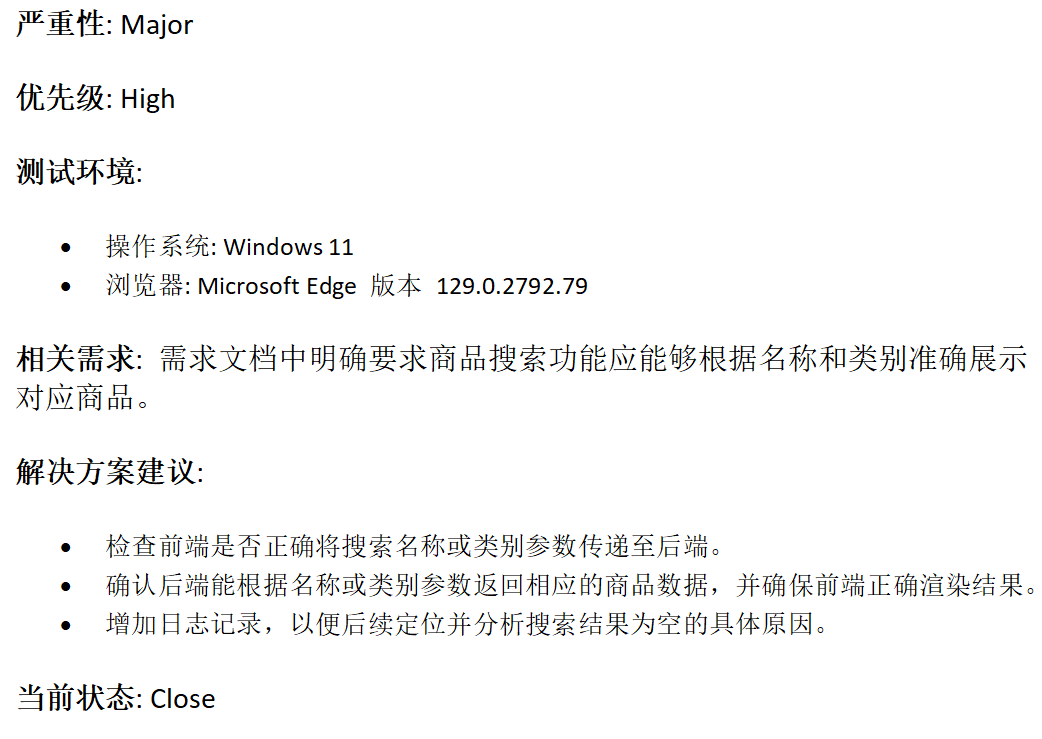 严重性: Major
优先级: High
测试环境:
• 操作系统: Windows 11
• 浏览器: Microsoft Edge 版本 129.0.2792.79
相关需求: 需求文档中明确要求商品搜索功能应能够根据名称和类别准确展示
对应商品。
解决方案建议:
• 检查前端是否正确将搜索名称或类别参数传递至后端。
• 确认后端能根据名称或类别参数返回相应的商品数据，并确保前端正确渲染结果。
• 增加日志记录，以便后续定位并分析搜索结果为空的具体原因。
当前状态: Close